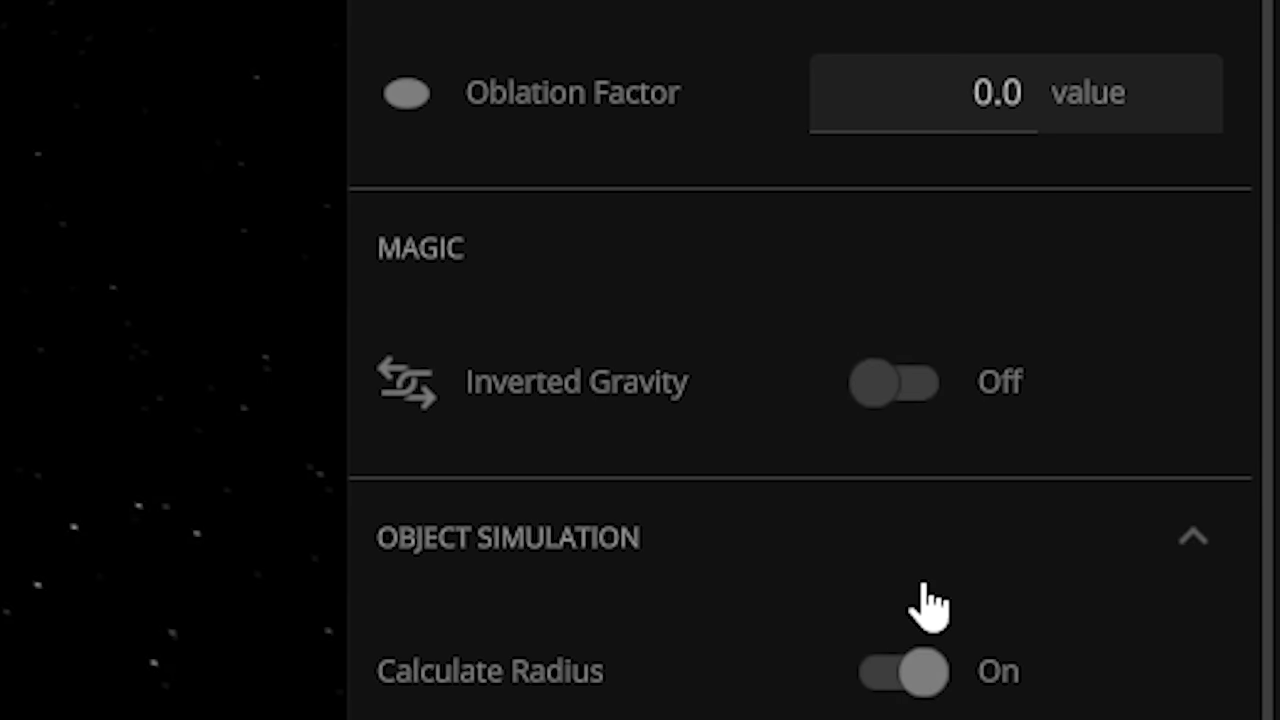 Oblation Factor 0.0 value
MAGIC
Inverted Gravity Off
OBJECT SIMULATION
Calculate Radius On